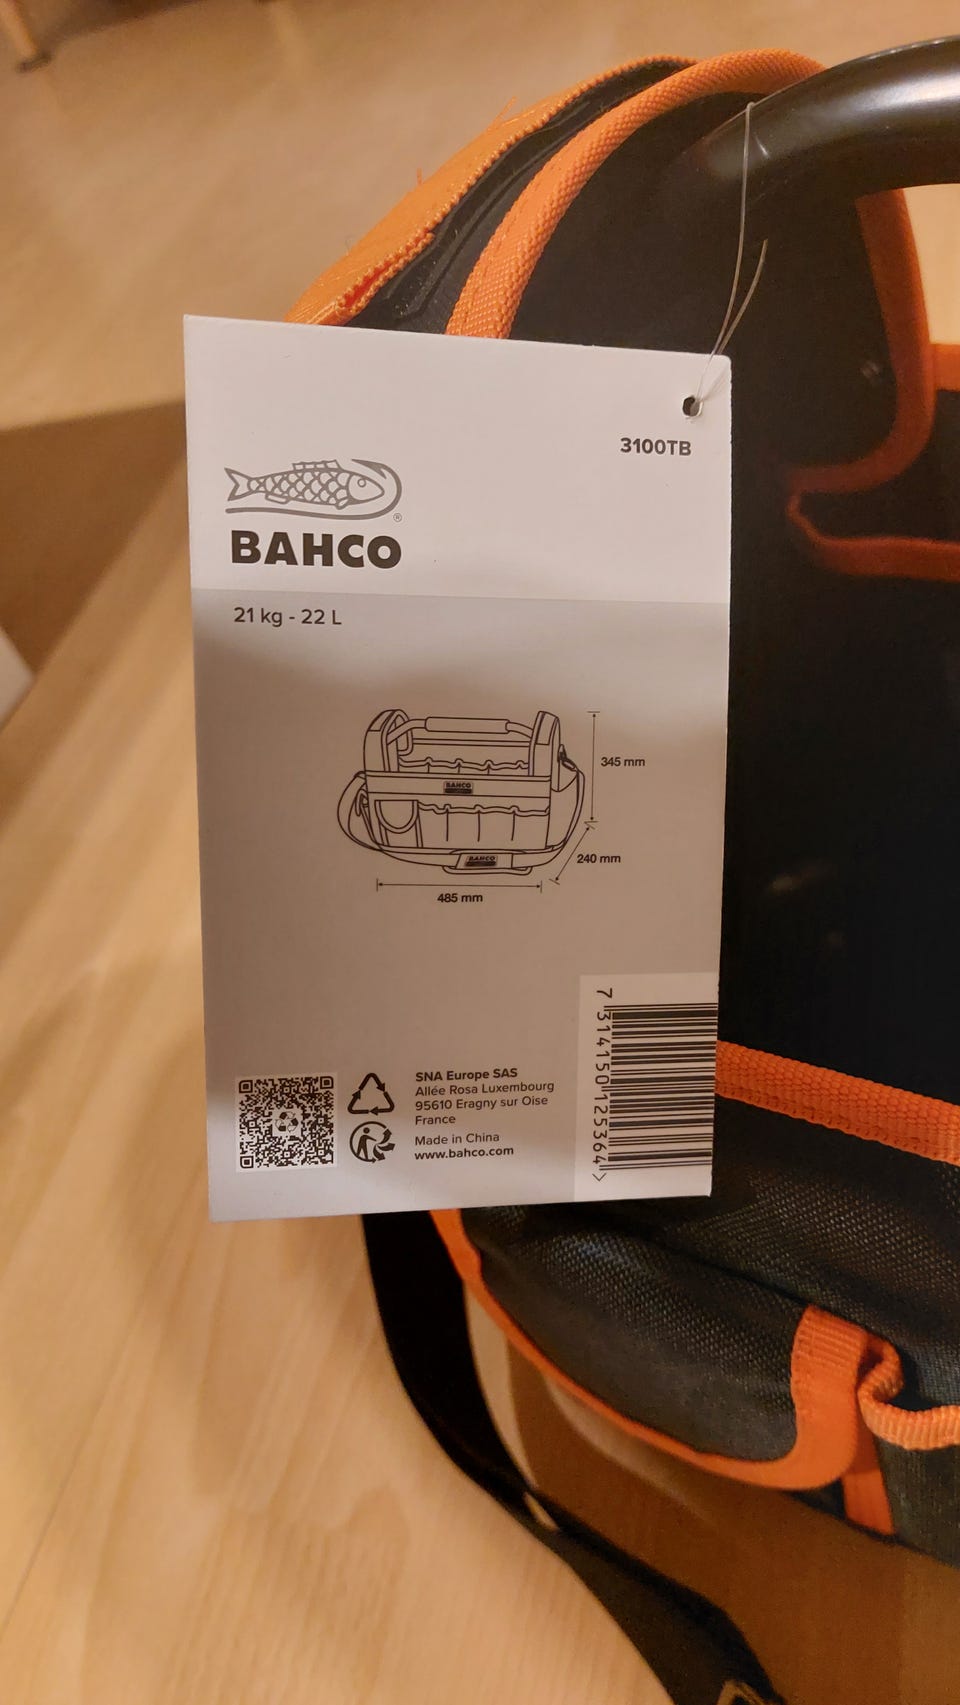 3100TB
BAHCO
®
21 kg - 22 L
345 mm
BAHCO
BAHCO
240 mm
485 mm
SNA Europe SAS
Allée Rosa Luxembourg
95610 Eragny sur Oise
France
Made in China
www.bahco.com
7 314150 125364 >